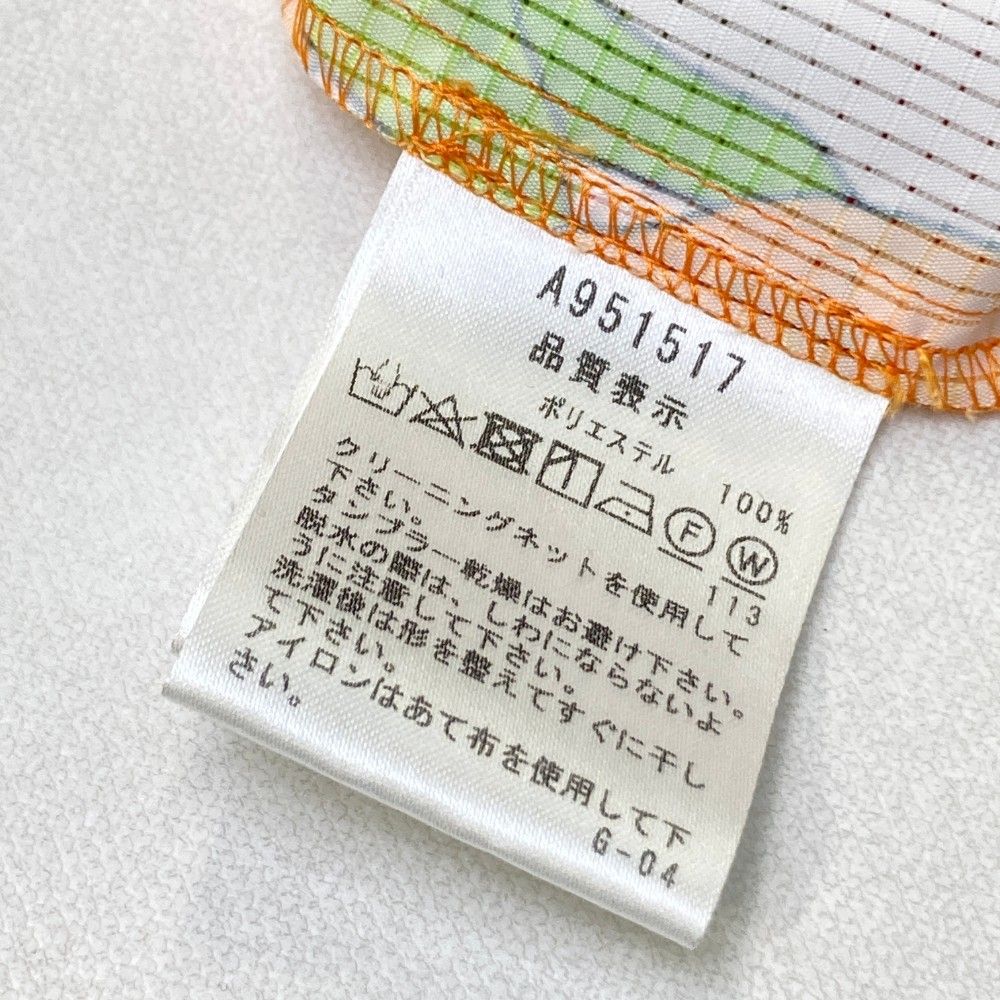 A951517
品質表示
ポリエステル 100%
F W
113
クリーニングネットを使用して
下さい。
タンブラー乾燥はお避け下さい。
脱水の際は、しわにならないよ
うに注意して下さい。
洗濯後は形を整えてすぐに干し
て下さい。
アイロンはあて布を使用して下
さい。
G-04